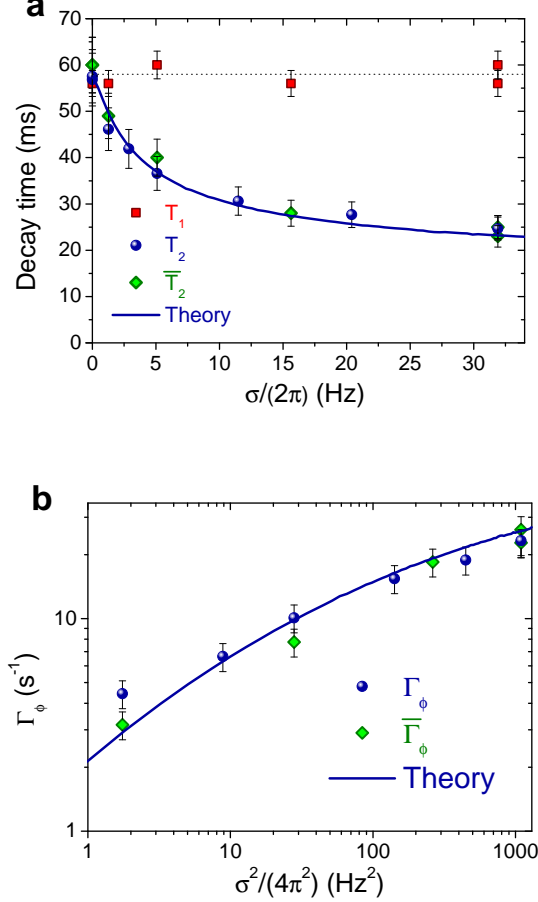 a
70
60
50
40
30
20
10
0
Decay time (ms)
T₁
T₂
T̅₂
Theory
0 5 10 15 20 25 30
σ/(2π) (Hz)
b
10
1
Γᵩ (s⁻¹)
Γᵩ
Γ̅ᵩ
Theory
1 10 100 1000
σ²/(4π²) (Hz²)